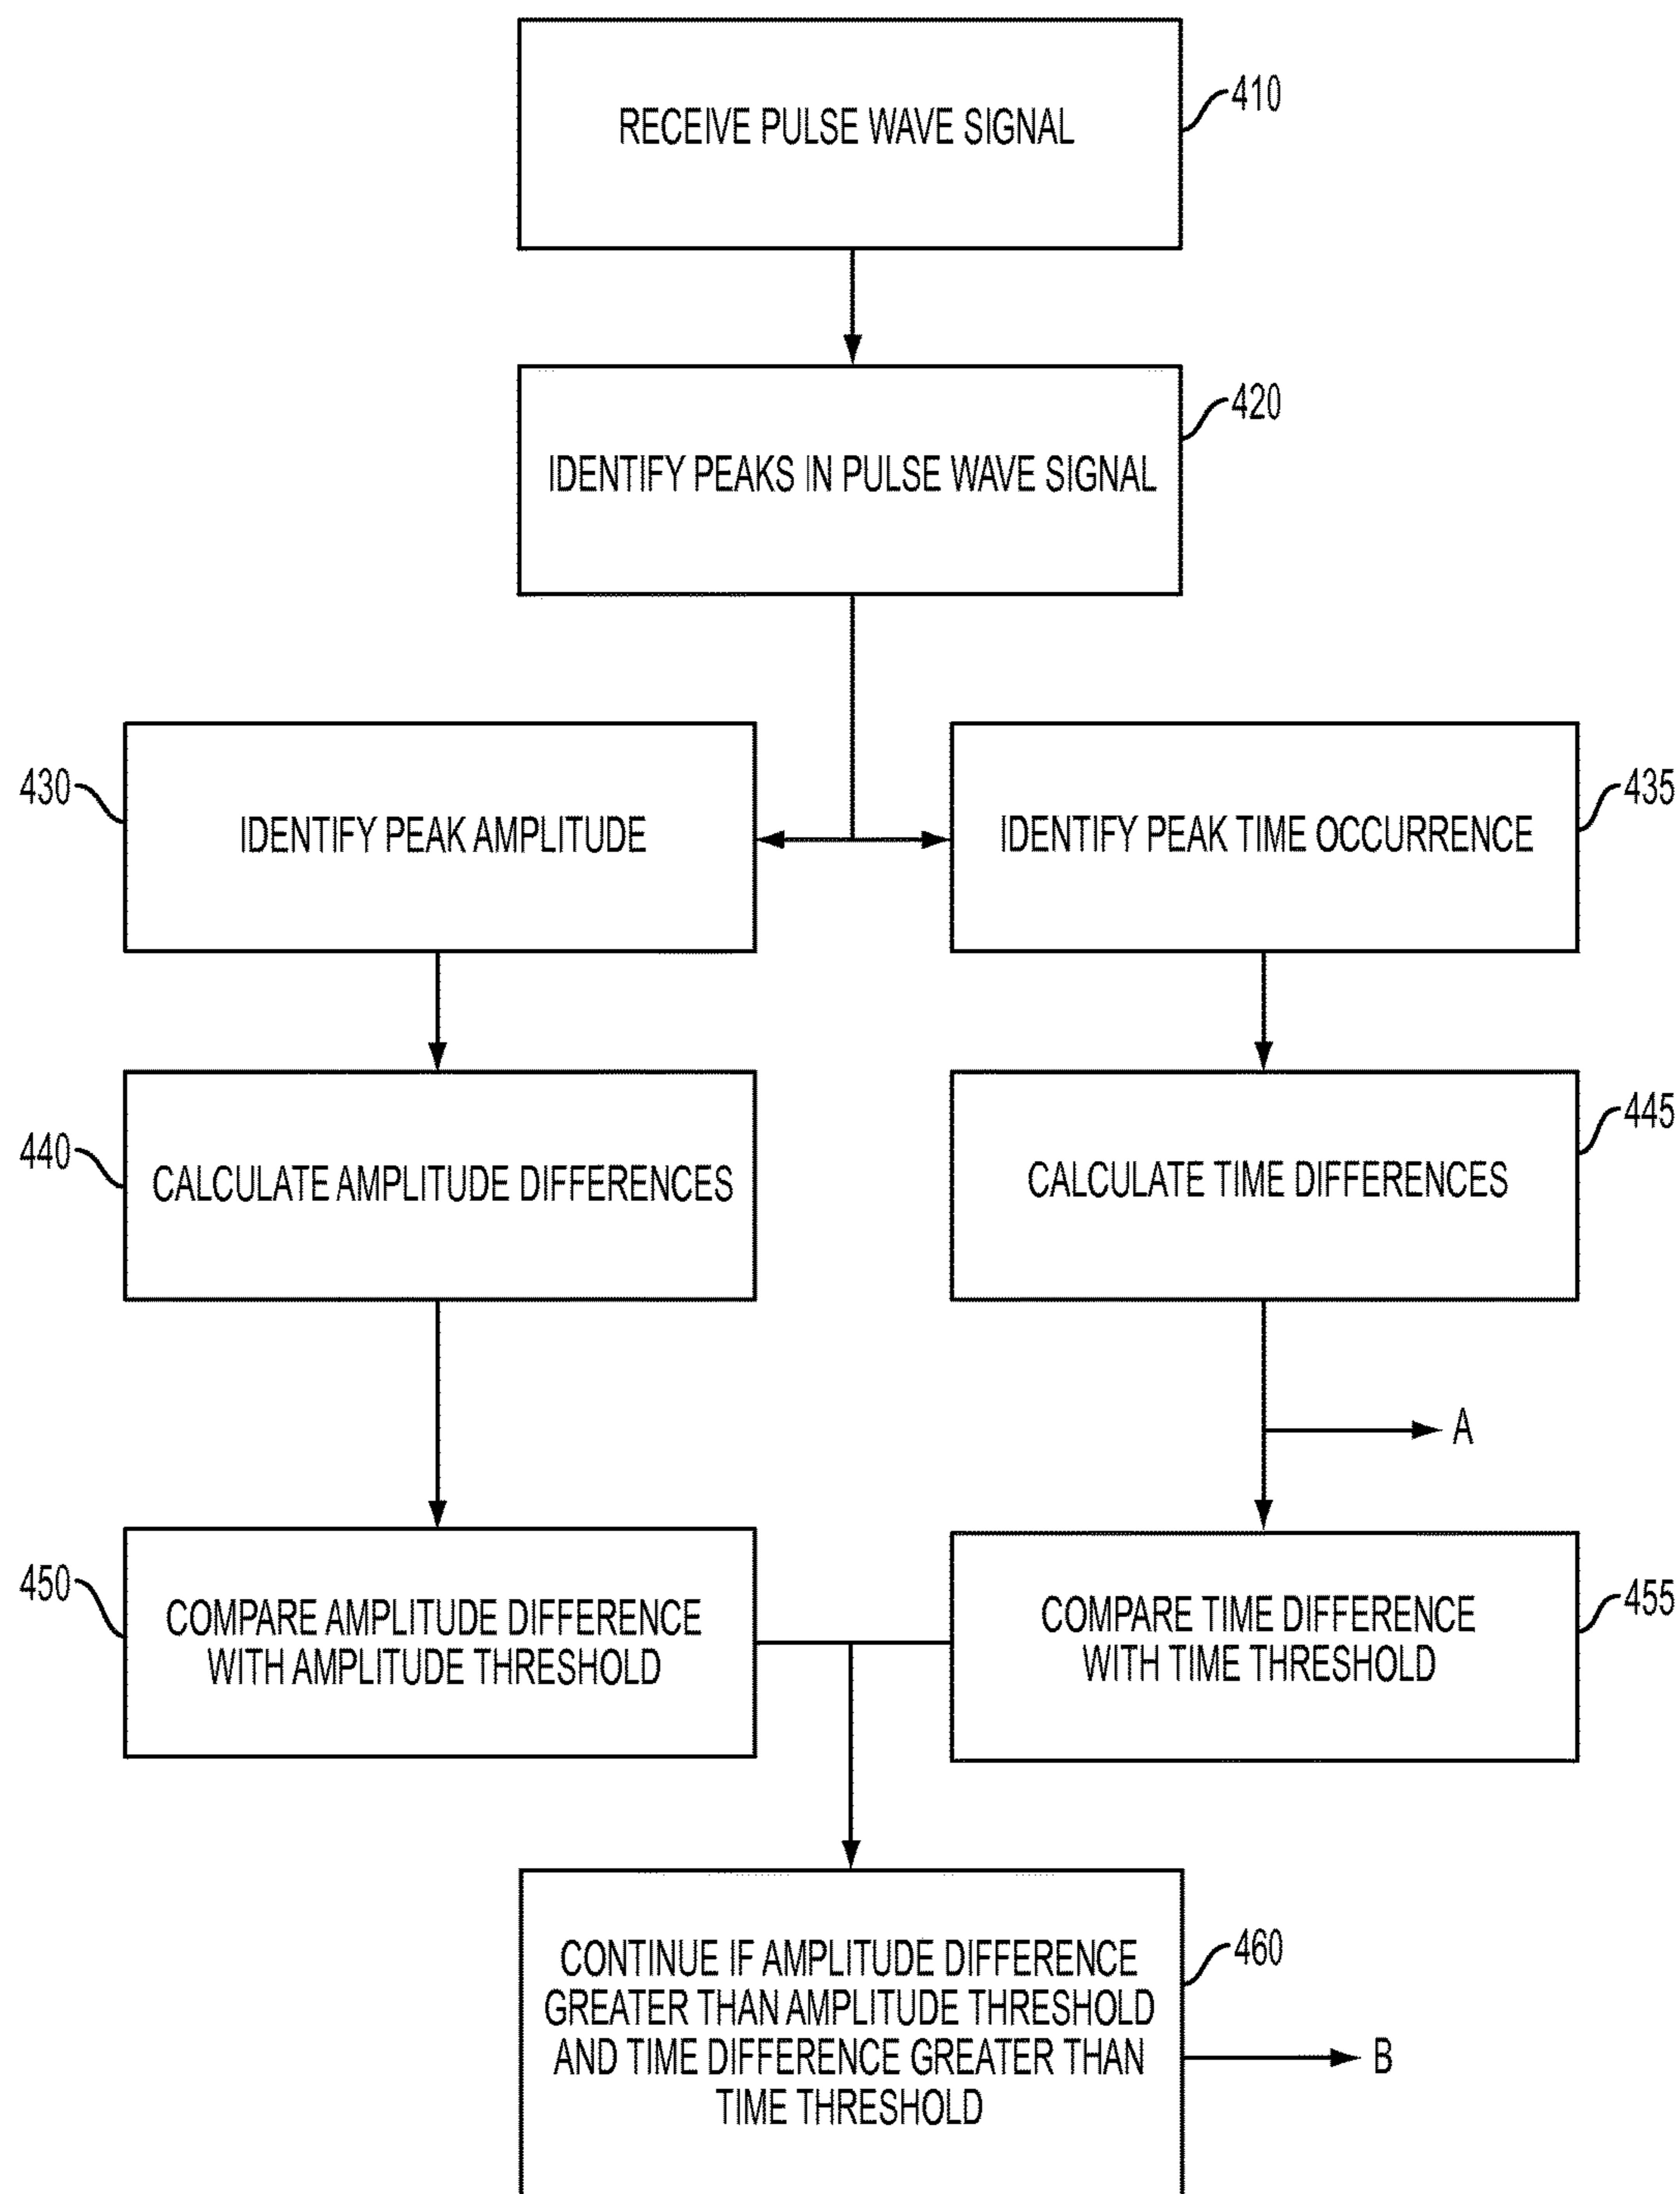 RECEIVE PULSE WAVE SIGNAL
410
IDENTIFY PEAKS IN PULSE WAVE SIGNAL
420
430
IDENTIFY PEAK AMPLITUDE
IDENTIFY PEAK TIME OCCURRENCE
435
440
CALCULATE AMPLITUDE DIFFERENCES
CALCULATE TIME DIFFERENCES
445
A
450
COMPARE AMPLITUDE DIFFERENCE
WITH AMPLITUDE THRESHOLD
COMPARE TIME DIFFERENCE
WITH TIME THRESHOLD
455
CONTINUE IF AMPLITUDE DIFFERENCE
GREATER THAN AMPLITUDE THRESHOLD
AND TIME DIFFERENCE GREATER THAN
TIME THRESHOLD
460
B